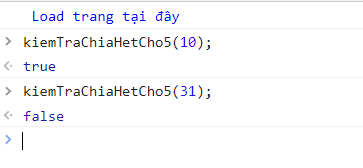 Load trang tại đây
> kiemTraChiaHetCho5(10);
< true
> kiemTraChiaHetCho5(31);
< false
>